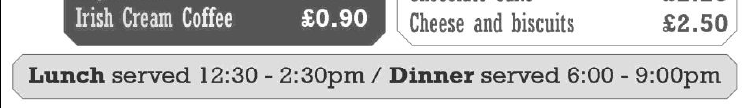 Irish Cream Coffee £0.90
Cheese and biscuits £2.50
Lunch served 12:30 - 2:30pm / Dinner served 6:00 - 9:00pm